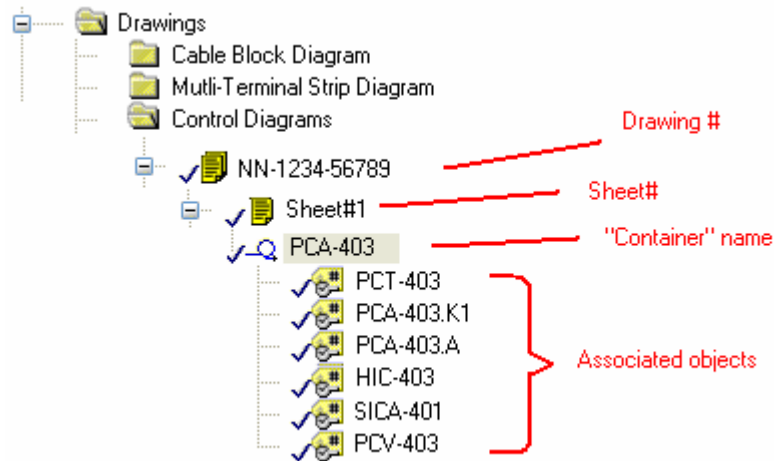 Drawings
Cable Block Diagram
Mutli-Terminal Strip Diagram
Control Diagrams
Drawing #
NN-1234-56789
Sheet#
Sheet#1
"Container" name
PCA-403
PCT-403
PCA-403.K1
PCA-403.A
Associated objects
HIC-403
SICA-401
PCV-403